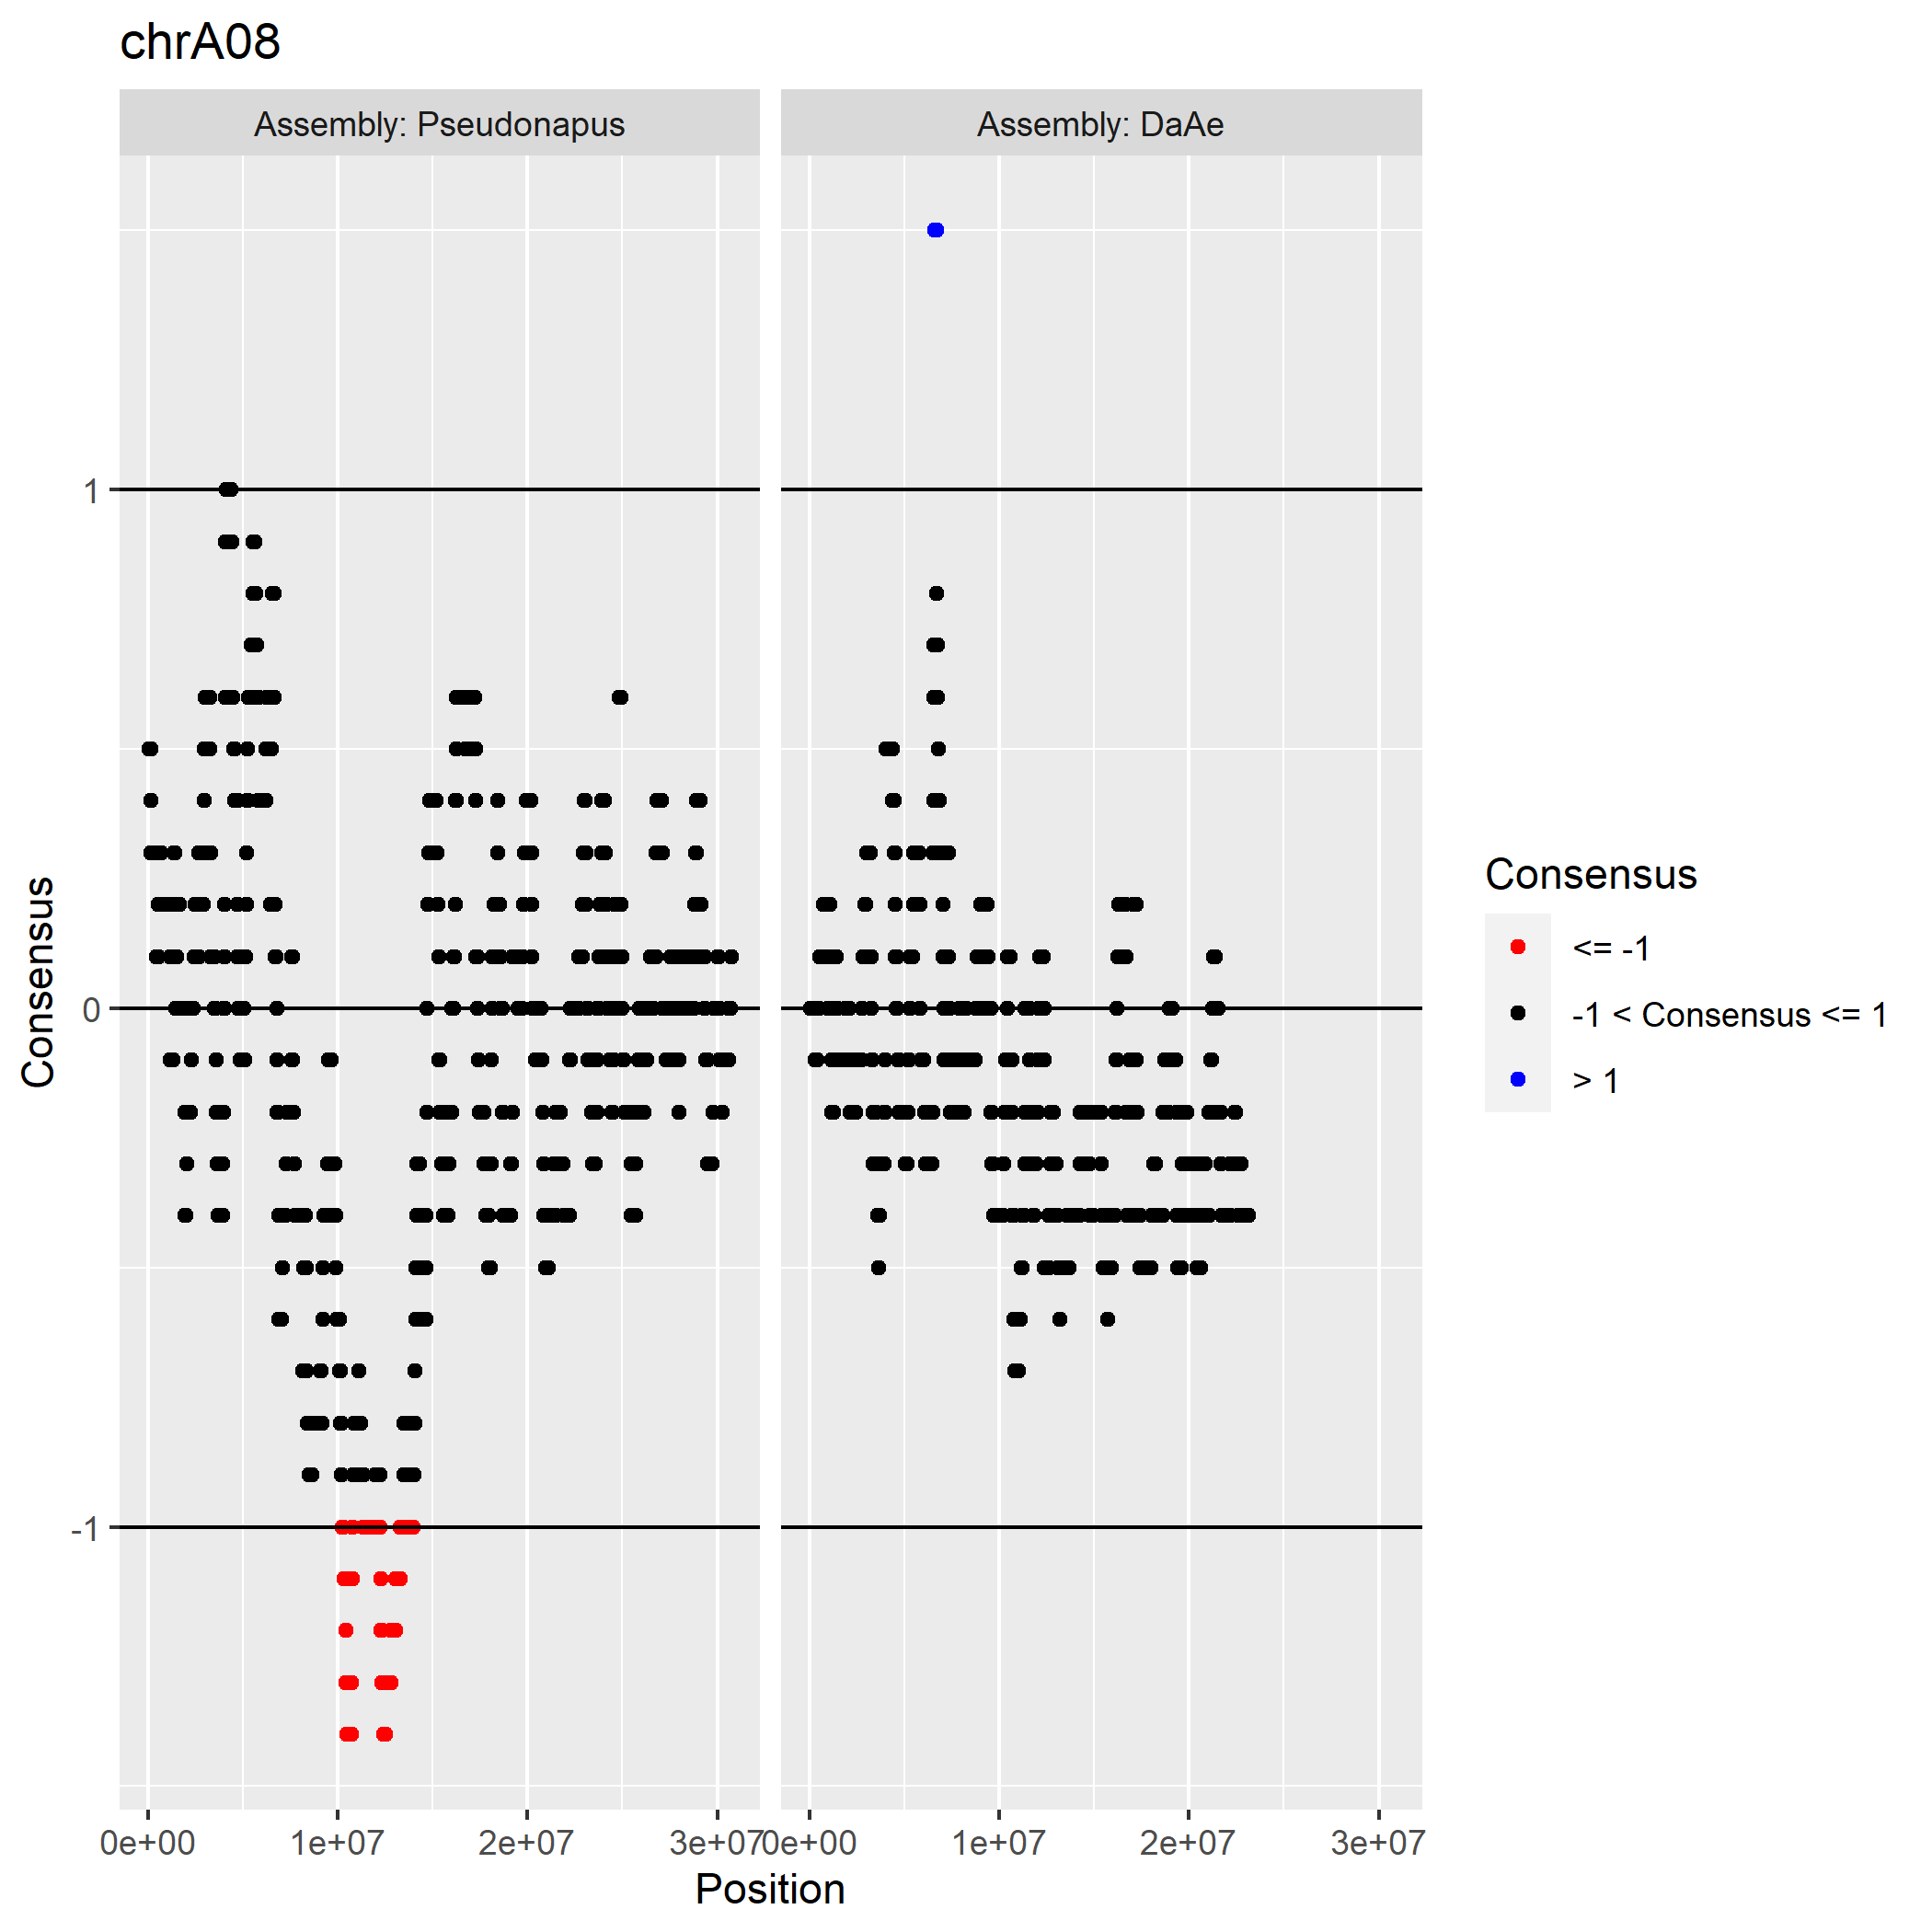 chrA08
Assembly: Pseudonapus
Assembly: DaAe
Consensus
1
0
-1
0e+00
1e+07
2e+07
3e+07
0e+00
1e+07
2e+07
3e+07
Position
Consensus
<= -1
-1 < Consensus <= 1
> 1